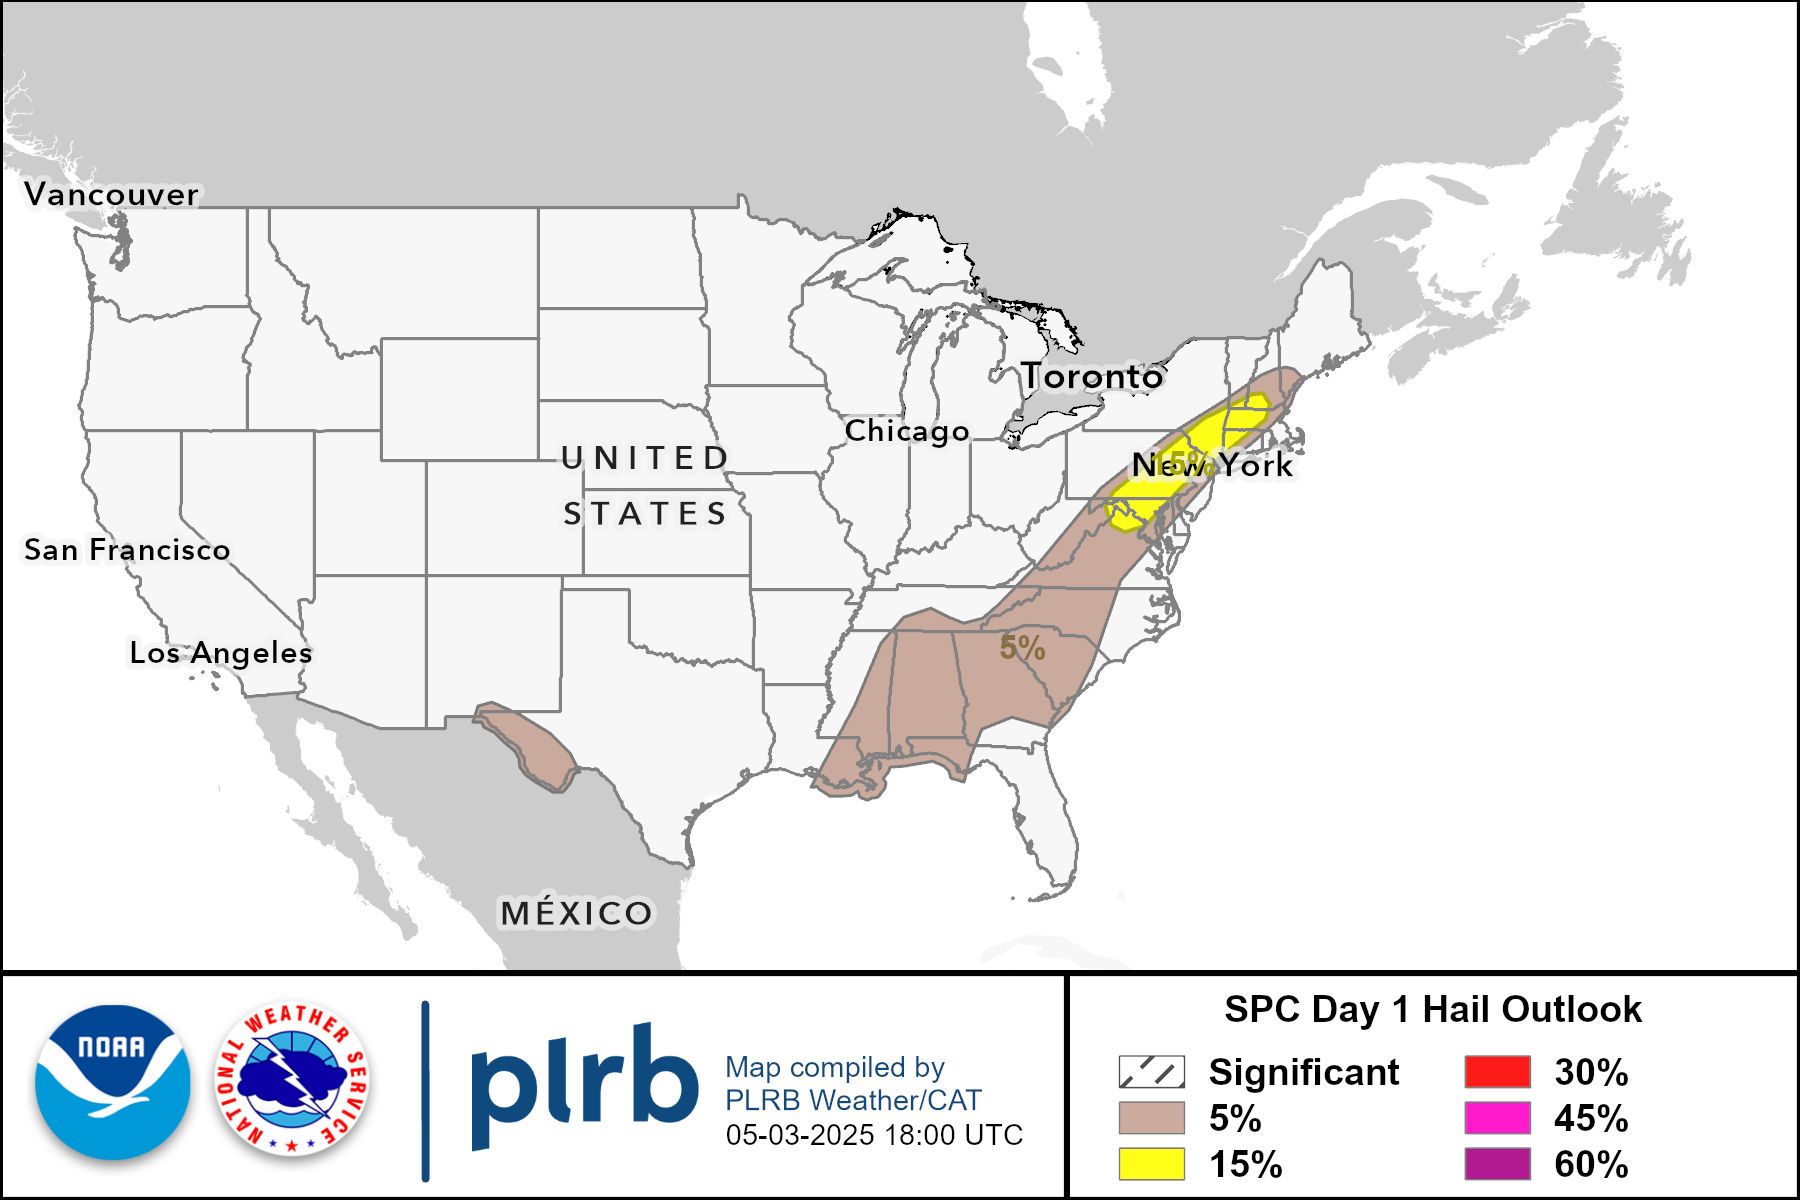 Vancouver
Toronto
Chicago
UNITED
New York
15%
STATES
San Francisco
5%
Los Angeles
MÉXICO
NOAA
NATIONAL WEATHER SERVICE
plrb
Map compiled by
PLRB Weather/CAT
05-03-2025 18:00 UTC
SPC Day 1 Hail Outlook
Significant
30%
5%
45%
15%
60%